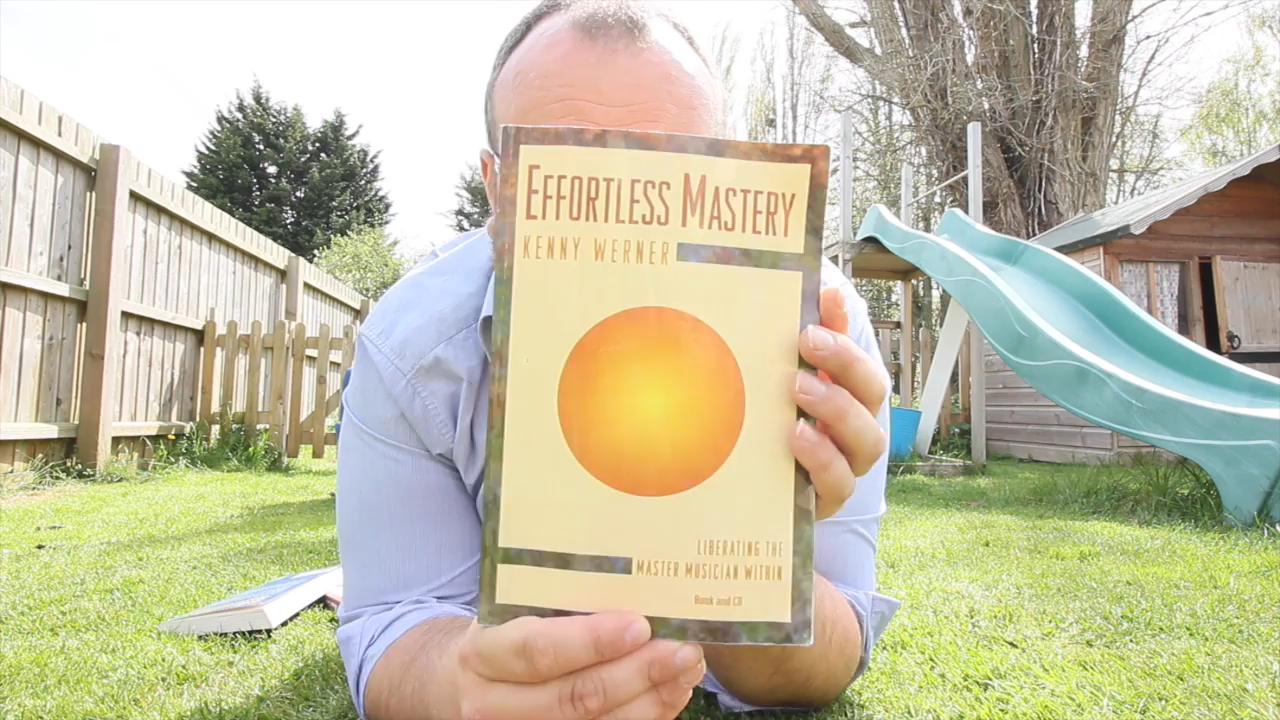 EFFORTLESS MASTERY
KENNY WERNER
LIBERATING THE
MASTER MUSICIAN WITHIN
Book and CD